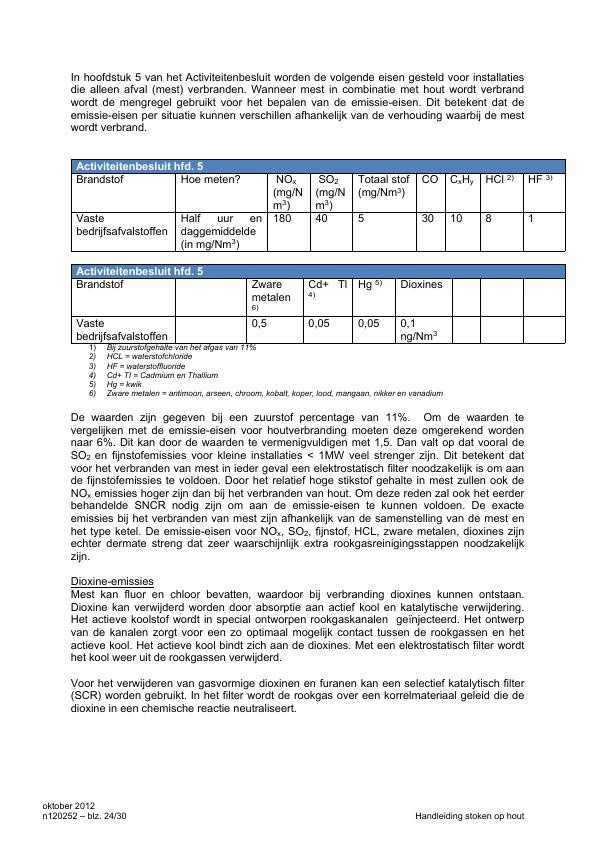 In hoofdstuk 5 van het Activiteitenbesluit worden de volgende eisen gesteld voor installaties
die alleen afval (mest) verbranden. Wanneer mest in combinatie met hout wordt verbrand
wordt de mengregel gebruikt voor het bepalen van de emissie-eisen. Dit betekent dat de
emissie-eisen per situatie kunnen verschillen afhankelijk van de verhouding waarbij de mest
wordt verbrand.
Activiteitenbesluit hfd. 5
Brandstof Hoe meten? NOₓ (mg/Nm³) SO₂ (mg/Nm³) Totaal stof (mg/Nm³) CO CₓHᵧ HCl ²⁾ HF ³⁾
Vaste bedrijfsafvalstoffen Half uur en daggemiddelde (in mg/Nm³) 180 40 5 30 10 8 1
Activiteitenbesluit hfd. 5
Brandstof Zware metalen ⁶⁾ Cd+ Tl ⁴⁾ Hg ⁵⁾ Dioxines
Vaste bedrijfsafvalstoffen 0,5 0,05 0,05 0,1 ng/Nm³
1) Bij zuurstofgehalte van het afgas van 11%
2) HCL = waterstofchloride
3) HF = waterstoffluoride
4) Cd+ Tl = Cadmium en Thallium
5) Hg = kwik
6) Zware metalen = antimoon, arseen, chroom, kobalt, koper, lood, mangaan, nikker en vanadium
De waarden zijn gegeven bij een zuurstof percentage van 11%. Om de waarden te
vergelijken met de emissie-eisen voor houtverbranding moeten deze omgerekend worden
naar 6%. Dit kan door de waarden te vermenigvuldigen met 1,5. Dan valt op dat vooral de
SO₂ en fijnstofemissies voor kleine installaties < 1MW veel strenger zijn. Dit betekent dat
voor het verbranden van mest in ieder geval een elektrostatisch filter noodzakelijk is om aan
de fijnstofemissies te voldoen. Door het relatief hoge stikstof gehalte in mest zullen ook de
NOₓ emissies hoger zijn dan bij het verbranden van hout. Om deze reden zal ook het eerder
behandelde SNCR nodig zijn om aan de emissie-eisen te kunnen voldoen. De exacte
emissies bij het verbranden van mest zijn afhankelijk van de samenstelling van de mest en
het type ketel. De emissie-eisen voor NOₓ, SO₂, fijnstof, HCL, zware metalen, dioxines zijn
echter dermate streng dat zeer waarschijnlijk extra rookgasreinigingsstappen noodzakelijk
zijn.
Dioxine-emissies
Mest kan fluor en chloor bevatten, waardoor bij verbranding dioxines kunnen ontstaan.
Dioxine kan verwijderd worden door absorptie aan actief kool en katalytische verwijdering.
Het actieve koolstof wordt in special ontworpen rookgaskanalen geïnjecteerd. Het ontwerp
van de kanalen zorgt voor een zo optimaal mogelijk contact tussen de rookgassen en het
actieve kool. Het actieve kool bindt zich aan de dioxines. Met een elektrostatisch filter wordt
het kool weer uit de rookgassen verwijderd.
Voor het verwijderen van gasvormige dioxinen en furanen kan een selectief katalytisch filter
(SCR) worden gebruikt. In het filter wordt de rookgas over een korrelmateriaal geleid die de
dioxine in een chemische reactie neutraliseert.
oktober 2012
n120252 – blz. 24/30 Handleiding stoken op hout